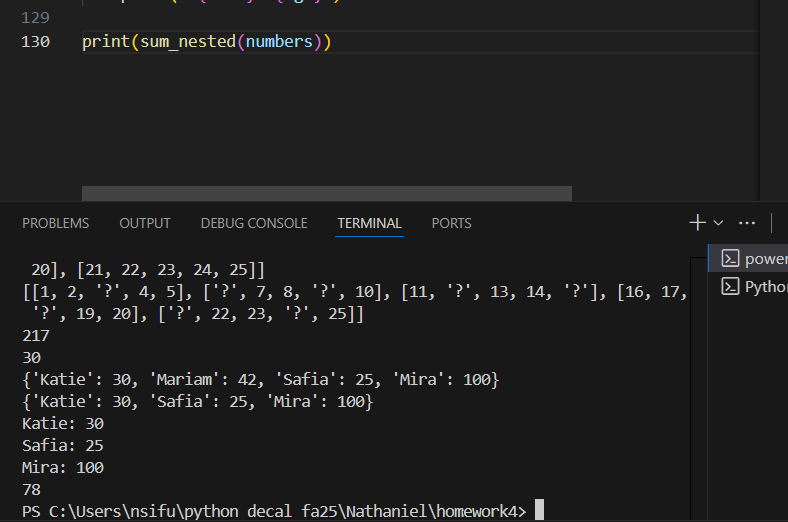 129
130 print(sum_nested(numbers))
PROBLEMS OUTPUT DEBUG CONSOLE TERMINAL PORTS
20], [21, 22, 23, 24, 25]]
[[1, 2, '?', 4, 5], ['?', 7, 8, '?', 10], [11, '?', 13, 14, '?'], [16, 17,
'?', 19, 20], ['?', 22, 23, '?', 25]]
217
30
{'Katie': 30, 'Mariam': 42, 'Safia': 25, 'Mira': 100}
{'Katie': 30, 'Safia': 25, 'Mira': 100}
Katie: 30
Safia: 25
Mira: 100
78
PS C:\Users\nsifu\python decal fa25\Nathaniel\homework4>
power
Python